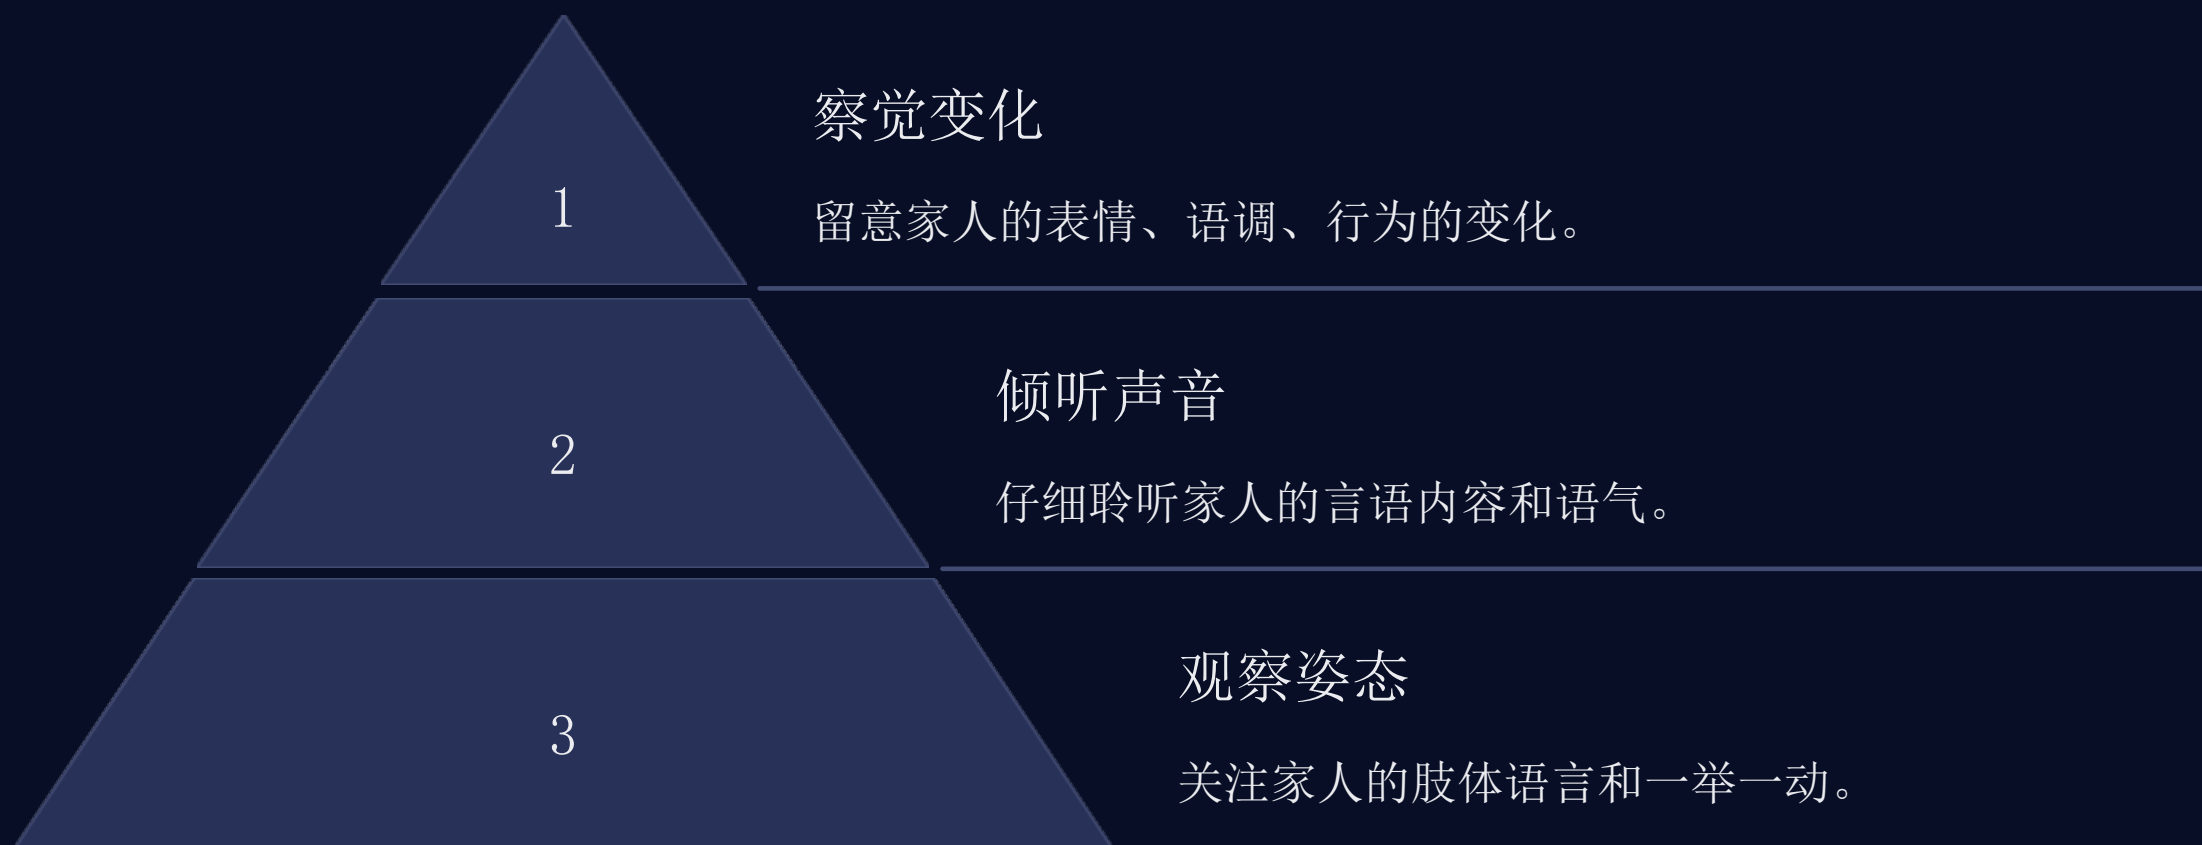 1
察觉变化
留意家人的表情、语调、行为的变化。
2
倾听声音
仔细聆听家人的言语内容和语气。
3
观察姿态
关注家人的肢体语言和一举一动。